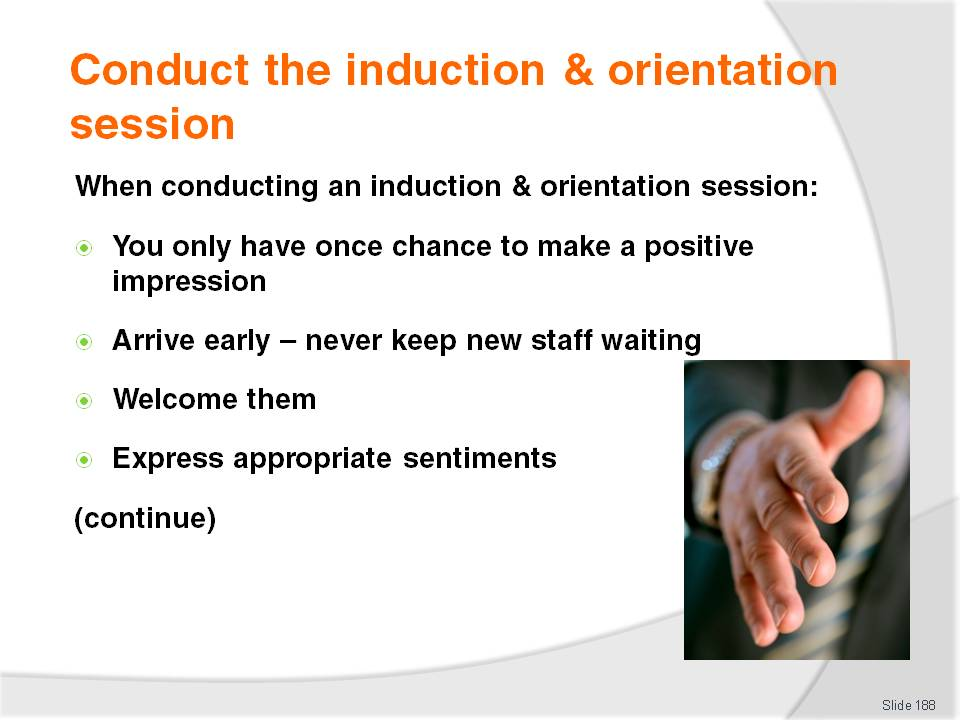 Conduct the induction & orientation
session
When conducting an induction & orientation session:
You only have once chance to make a positive
impression
Arrive early – never keep new staff waiting
Welcome them
Express appropriate sentiments
(continue)
Slide 188